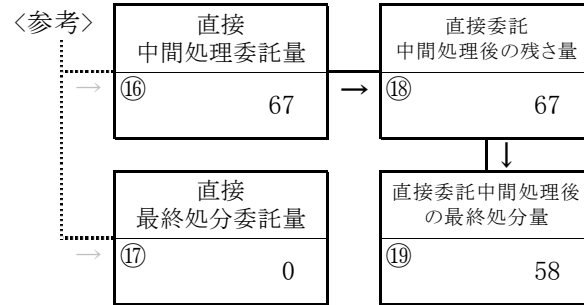 〈参考〉
直接
中間処理委託量
→
⑯
67
→
直接委託
中間処理後の残さ量
⑱
67
↓
直接
最終処分委託量
→
⑰
0
直接委託中間処理後
の最終処分量
⑲
58